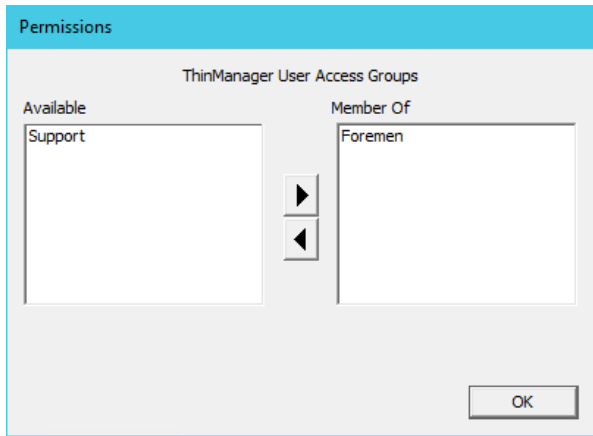 Permissions
ThinManager User Access Groups
Available
Member Of
Support
Foremen
OK